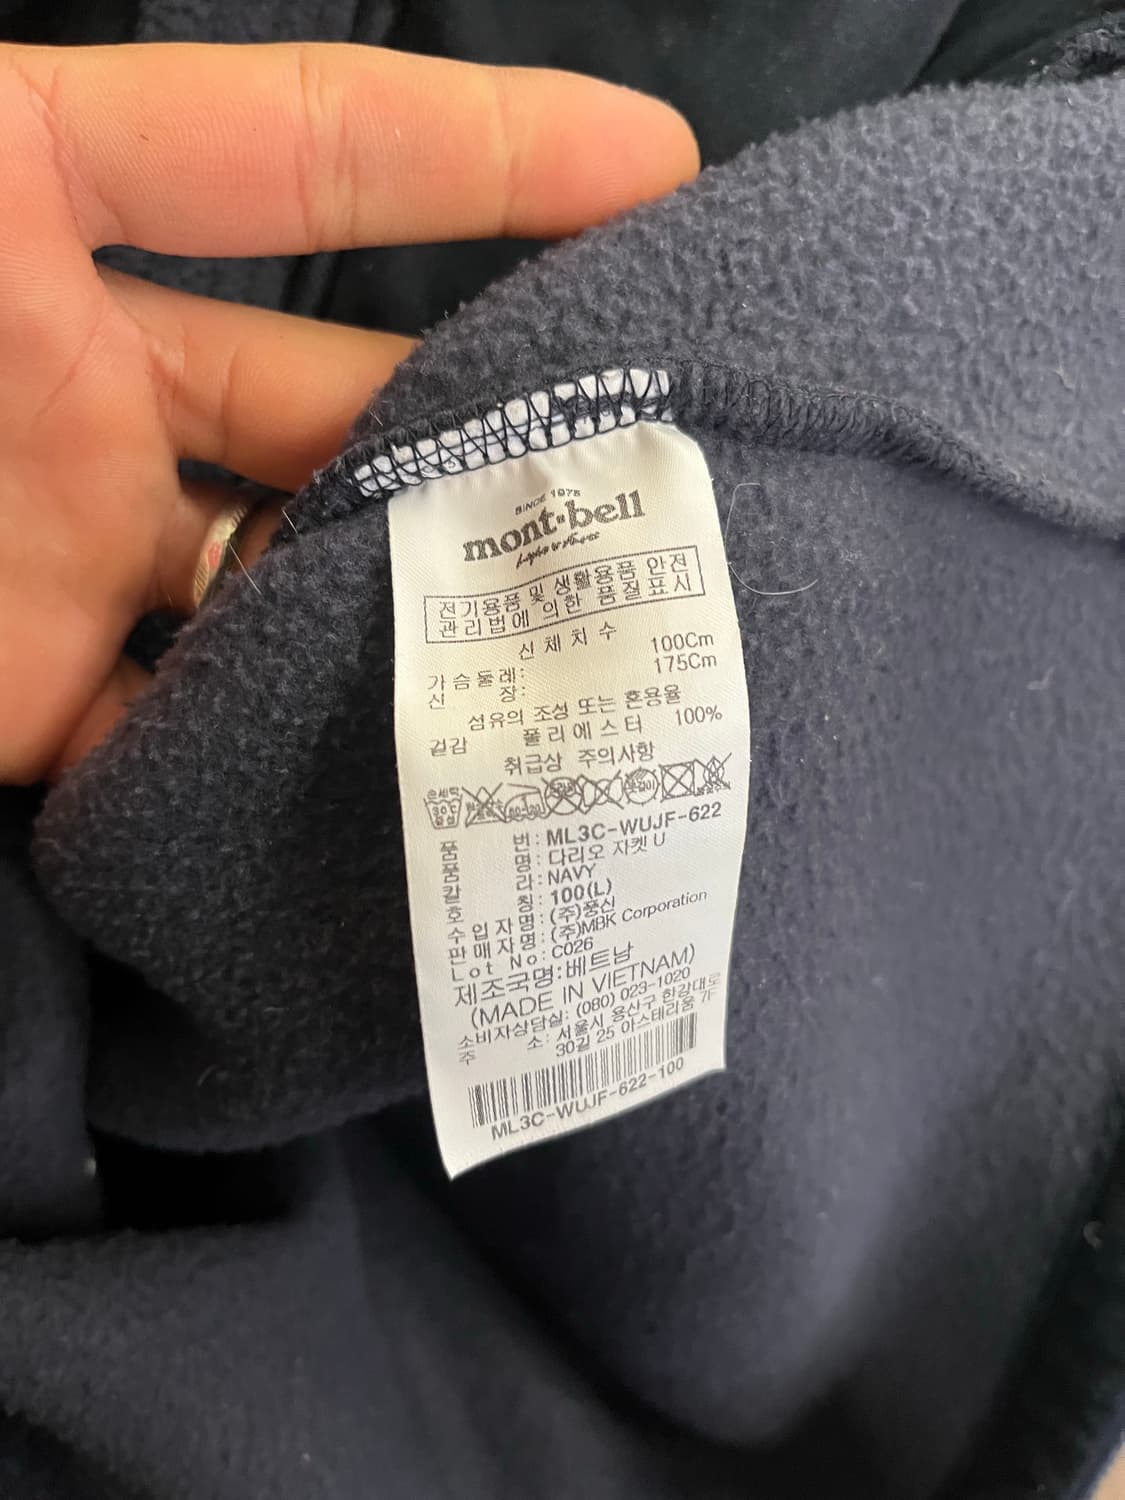 SINCE 1975
mont-bell
Light & Fast
전기용품 및 생활용품 안전
관리법에 의한 품질표시
신체치수
가슴둘레: 100Cm
신 장: 175Cm
섬유의 조성 또는 혼용율
겉감 폴리에스터 100%
취급상 주의사항
품 번: ML3C-WUJF-622
품 명: 다리오 자켓 U
칼 라: NAVY
호 칭: 100(L)
수입자명: (주)풍신
판매자명: (주)MBK Corporation
Lot No: C026
제조국명:베트남
(MADE IN VIETNAM)
소비자상담실: (080) 023-1020
주 소: 서울시 용산구 한강대로
30길 25 아스테리움 7F
ML3C-WUJF-622-100